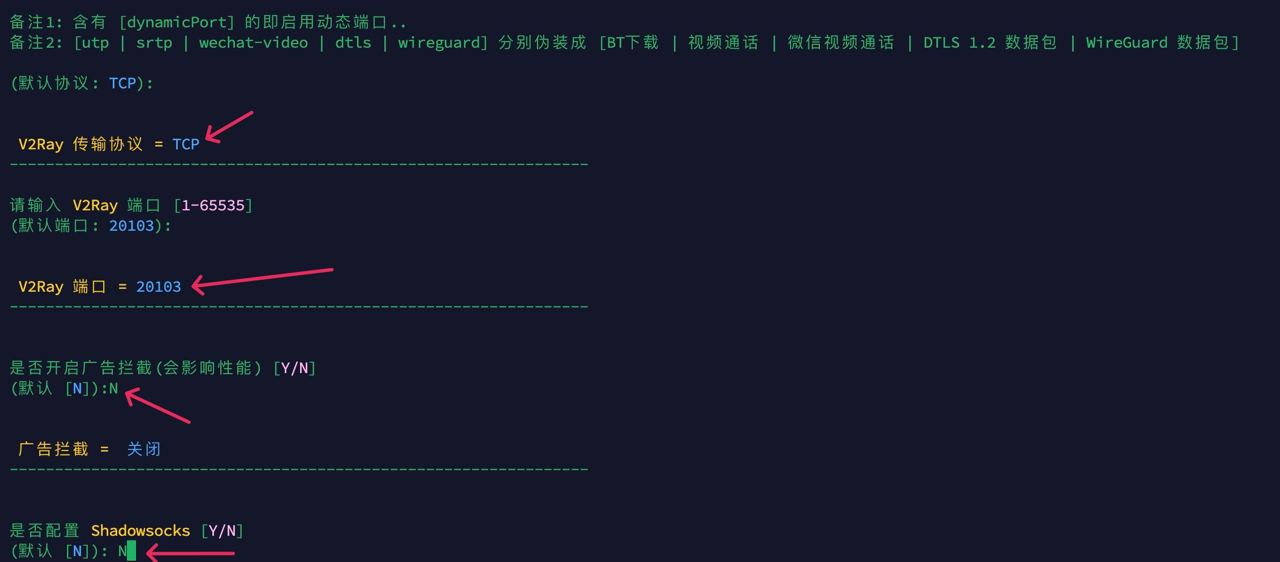 备注1: 含有 [dynamicPort] 的即启用动态端口..
备注2: [utp | srtp | wechat-video | dtls | wireguard] 分别伪装成 [BT下载 | 视频通话 | 微信视频通话 | DTLS 1.2 数据包 | WireGuard 数据包]
(默认协议: TCP):
V2Ray 传输协议 = TCP
----------------------------------------------------------------
请输入 V2Ray 端口 [1-65535]
(默认端口: 20103):
V2Ray 端口 = 20103
----------------------------------------------------------------
是否开启广告拦截(会影响性能) [Y/N]
(默认 [N]):N
广告拦截 = 关闭
----------------------------------------------------------------
是否配置 Shadowsocks [Y/N]
(默认 [N]): N